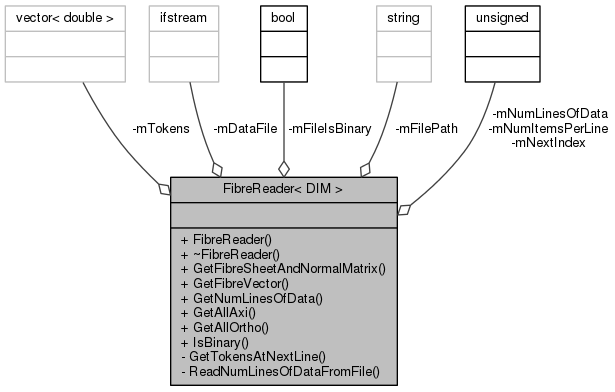 vector< double >
ifstream
bool
string
unsigned
-mTokens
-mDataFile
-mFileIsBinary
-mFilePath
-mNumLinesOfData
-mNumItemsPerLine
-mNextIndex
FibreReader< DIM >
+ FibreReader()
+ ~FibreReader()
+ GetFibreSheetAndNormalMatrix()
+ GetFibreVector()
+ GetNumLinesOfData()
+ GetAllAxi()
+ GetAllOrtho()
+ IsBinary()
- GetTokensAtNextLine()
- ReadNumLinesOfDataFromFile()